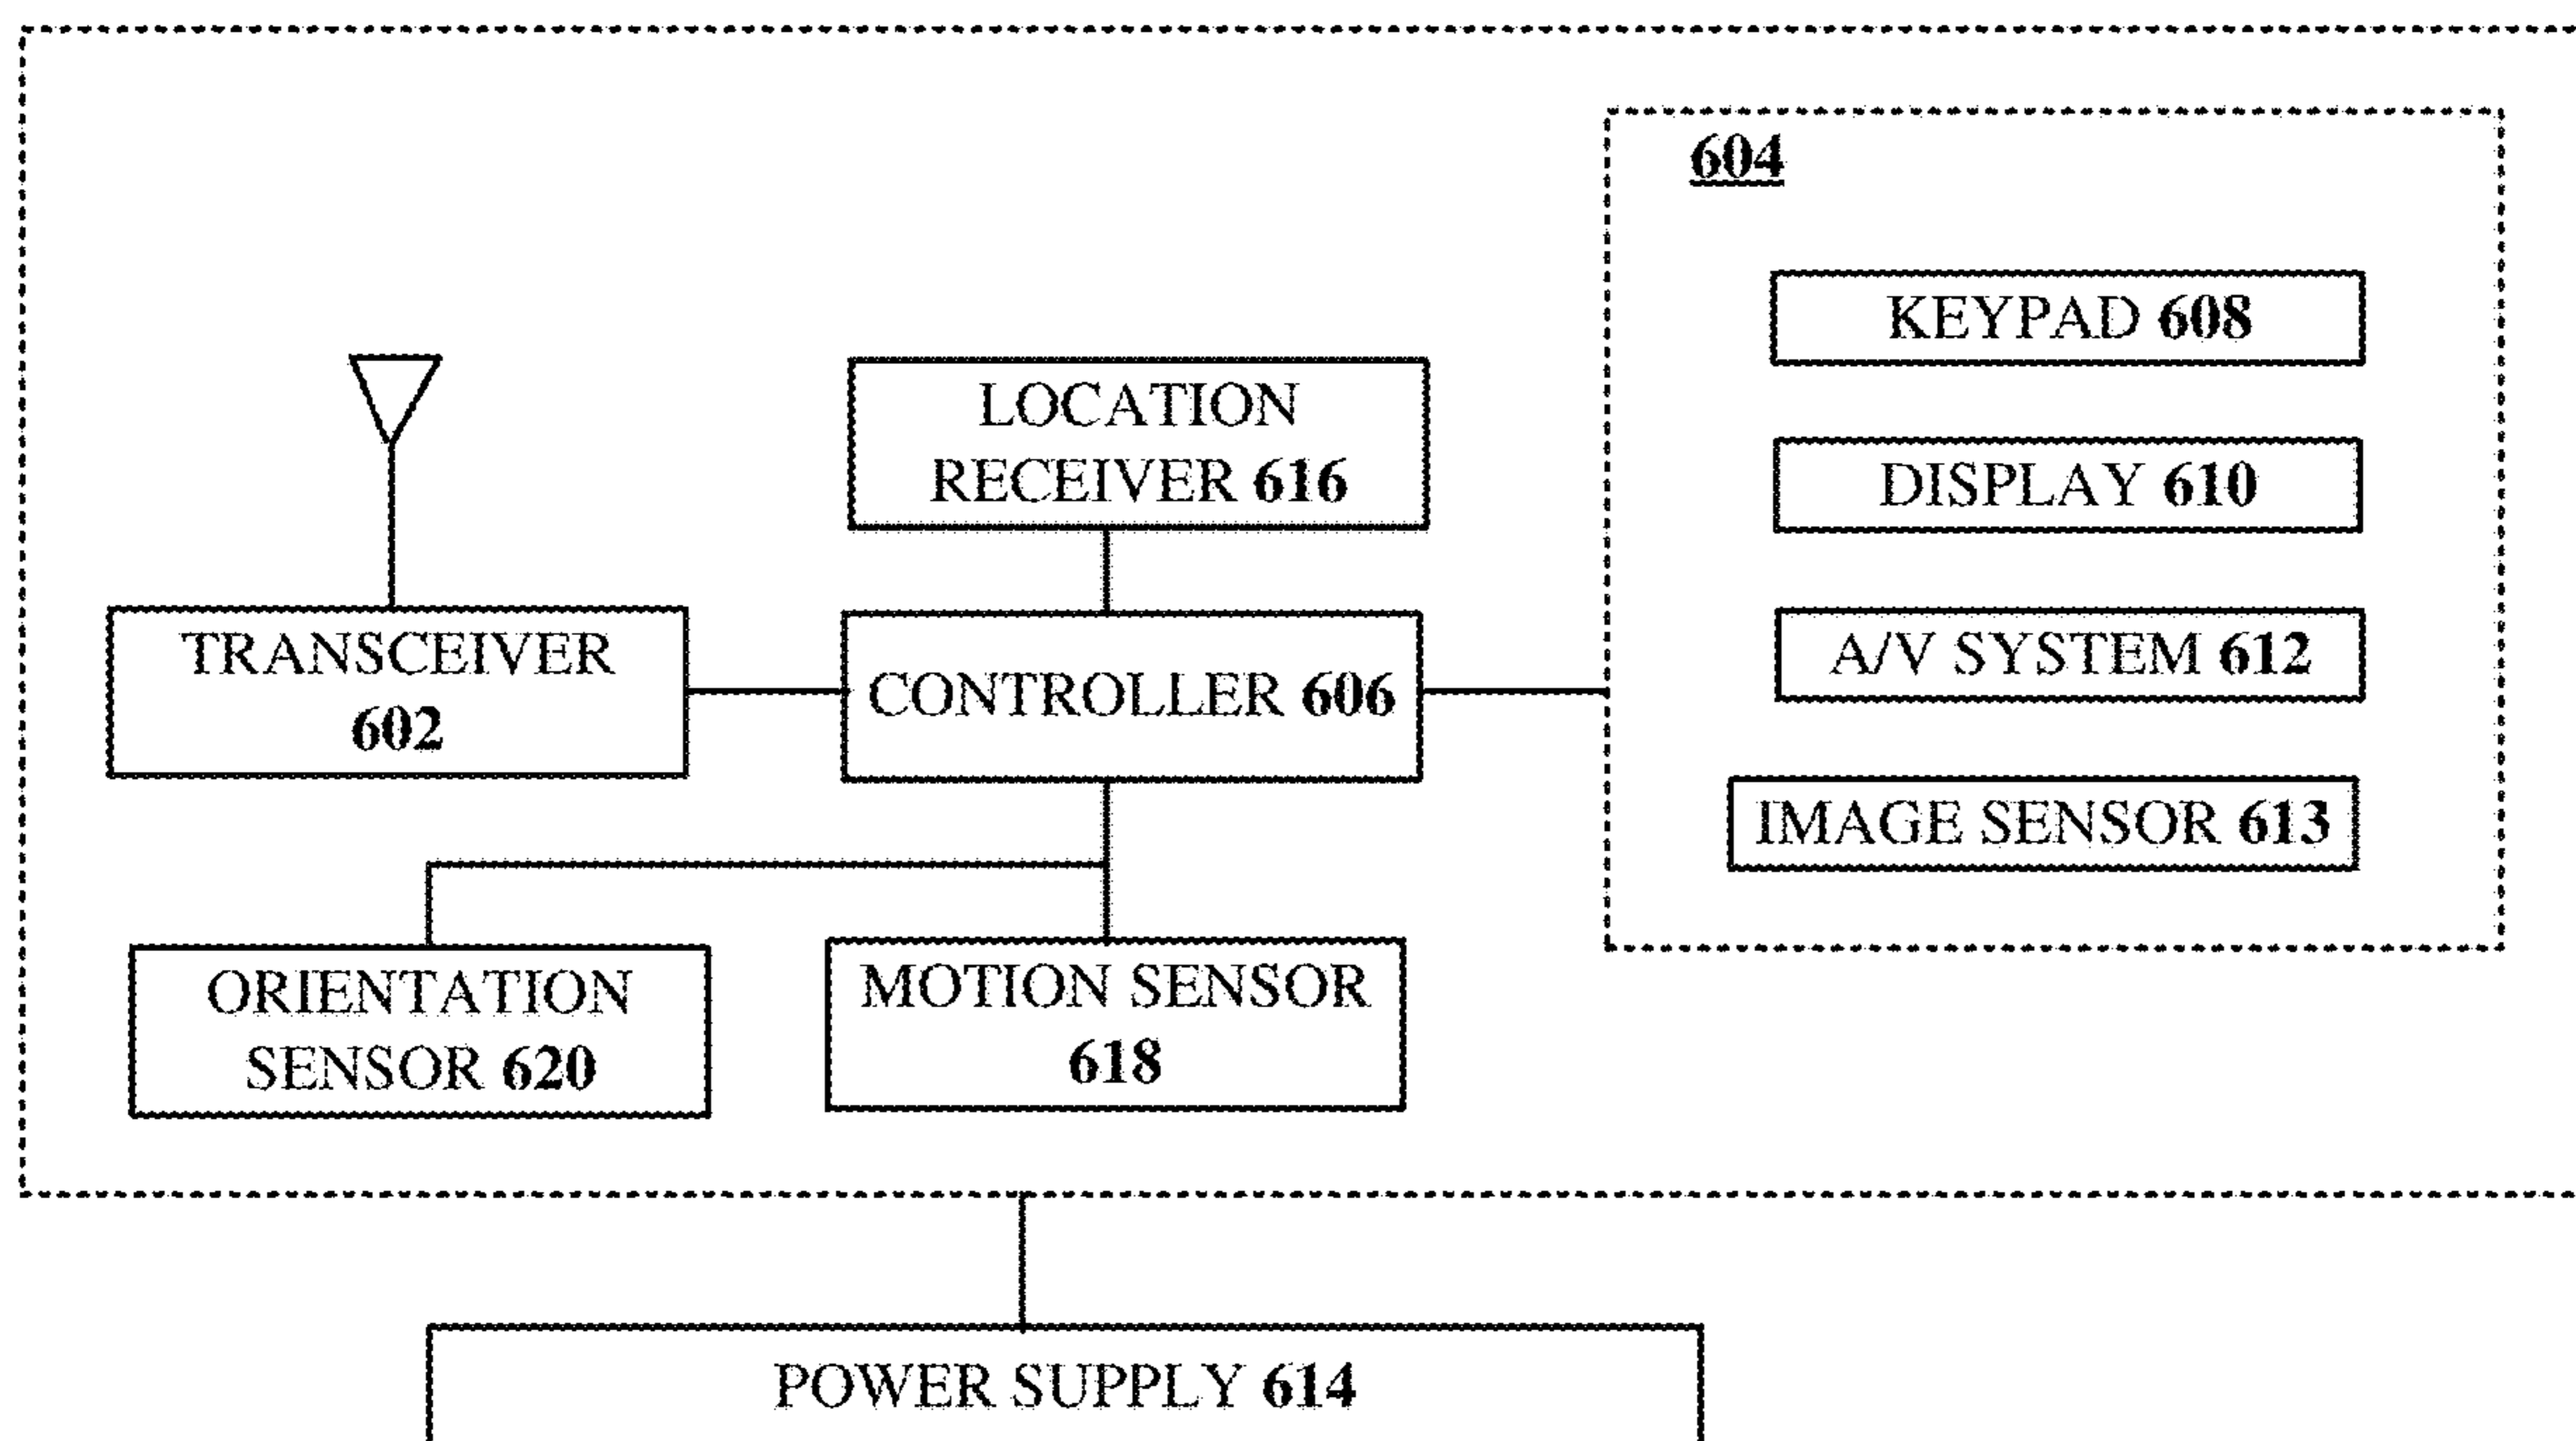 604
KEYPAD 608
DISPLAY 610
A/V SYSTEM 612
IMAGE SENSOR 613
LOCATION
RECEIVER 616
TRANSCEIVER
602
CONTROLLER 606
ORIENTATION
SENSOR 620
MOTION SENSOR
618
POWER SUPPLY 614